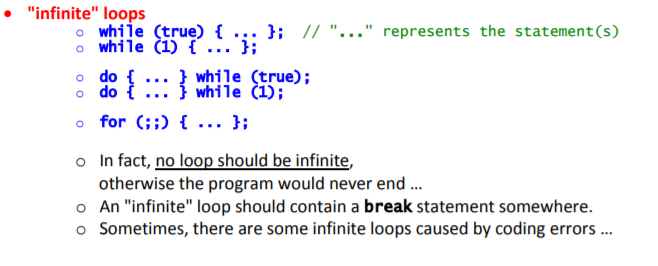 • "infinite" loops
o while (true) { ... }; // "..." represents the statement(s)
o while (1) { ... };
o do { ... } while (true);
o do { ... } while (1);
o for (;;) { ... };
o In fact, no loop should be infinite,
otherwise the program would never end ...
o An "infinite" loop should contain a break statement somewhere.
o Sometimes, there are some infinite loops caused by coding errors ...